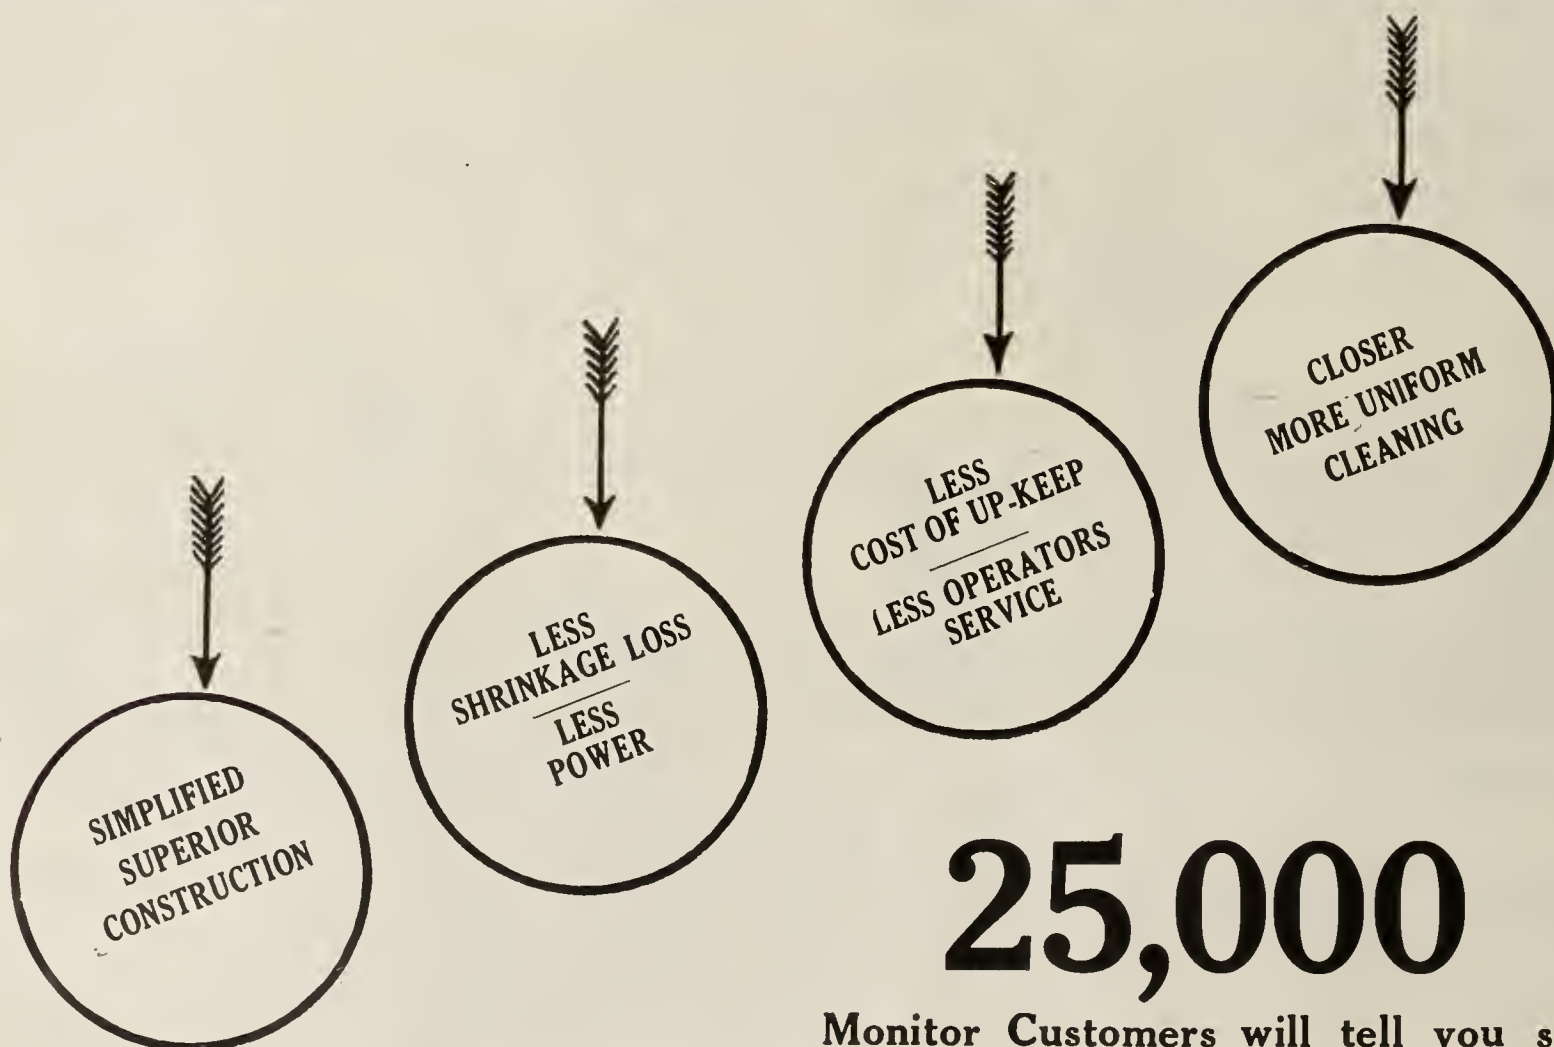 SIMPLIFIED
SUPERIOR
CONSTRUCTION
LESS
SHRINKAGE LOSS
LESS
POWER
LESS
COST OF UP-KEEP
LESS OPERATORS
SERVICE
CLOSER
MORE UNIFORM
CLEANING
25,000
Monitor Customers will tell you